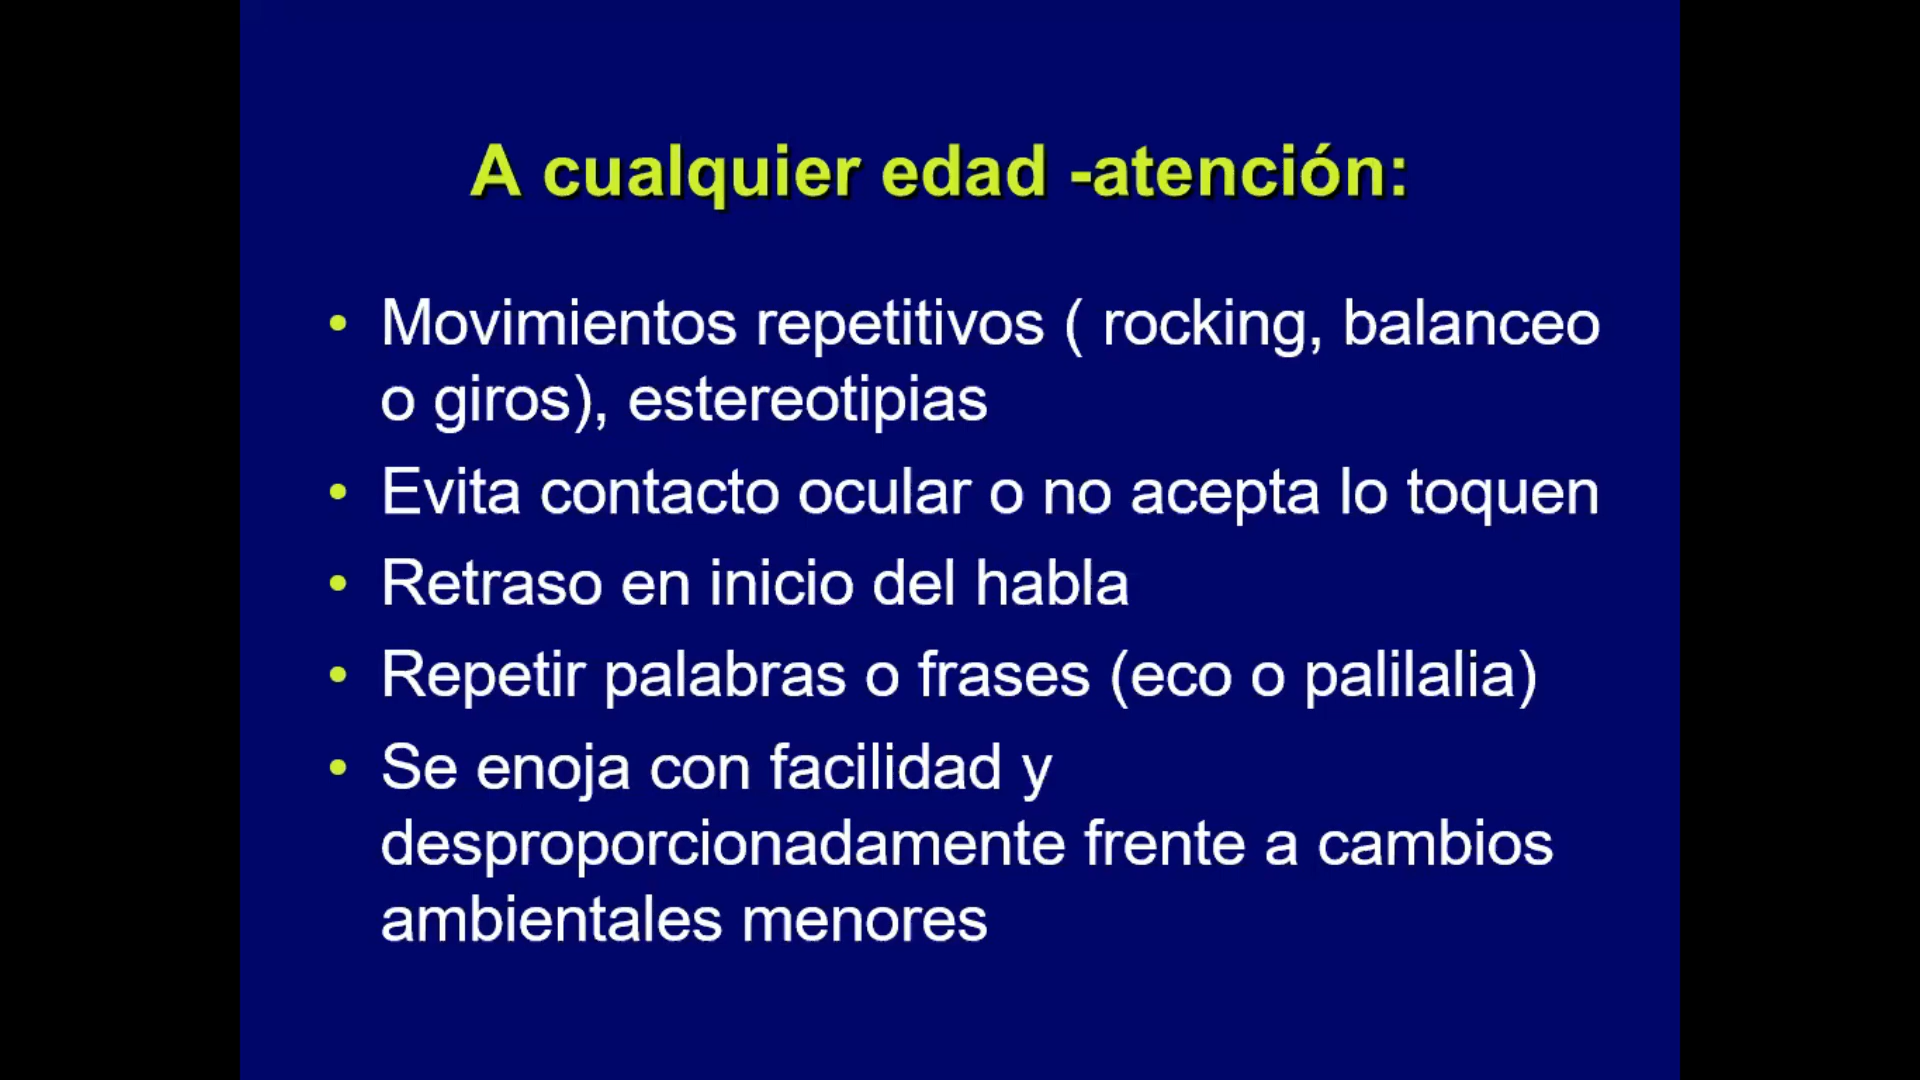 A cualquier edad -atención:
• Movimientos repetitivos ( rocking, balanceo
o giros), estereotipias
• Evita contacto ocular o no acepta lo toquen
• Retraso en inicio del habla
• Repetir palabras o frases (eco o palilalia)
• Se enoja con facilidad y
desproporcionadamente frente a cambios
ambientales menores